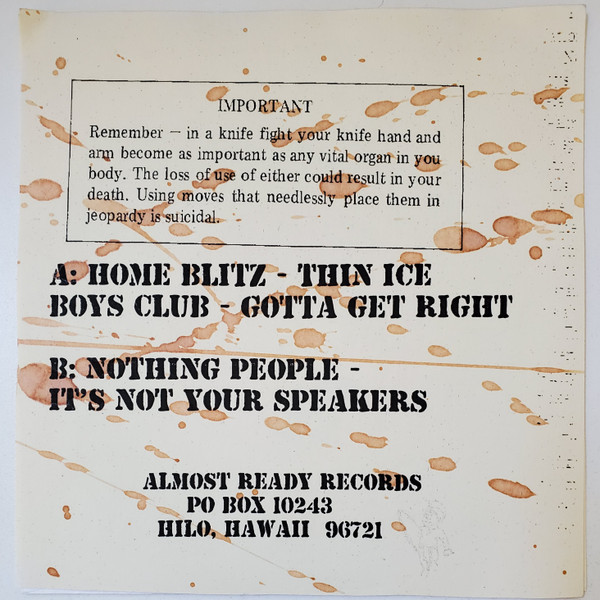 IMPORTANT
Remember — in a knife fight your knife hand and
arm become as important as any vital organ in you
body. The loss of use of either could result in your
death. Using moves that needlessly place them in
jeopardy is suicidal.
A: HOME BLITZ - THIN ICE
BOYS CLUB - GOTTA GET RIGHT
B: NOTHING PEOPLE -
IT'S NOT YOUR SPEAKERS
ALMOST READY RECORDS
PO BOX 10243
HILO, HAWAII 96721